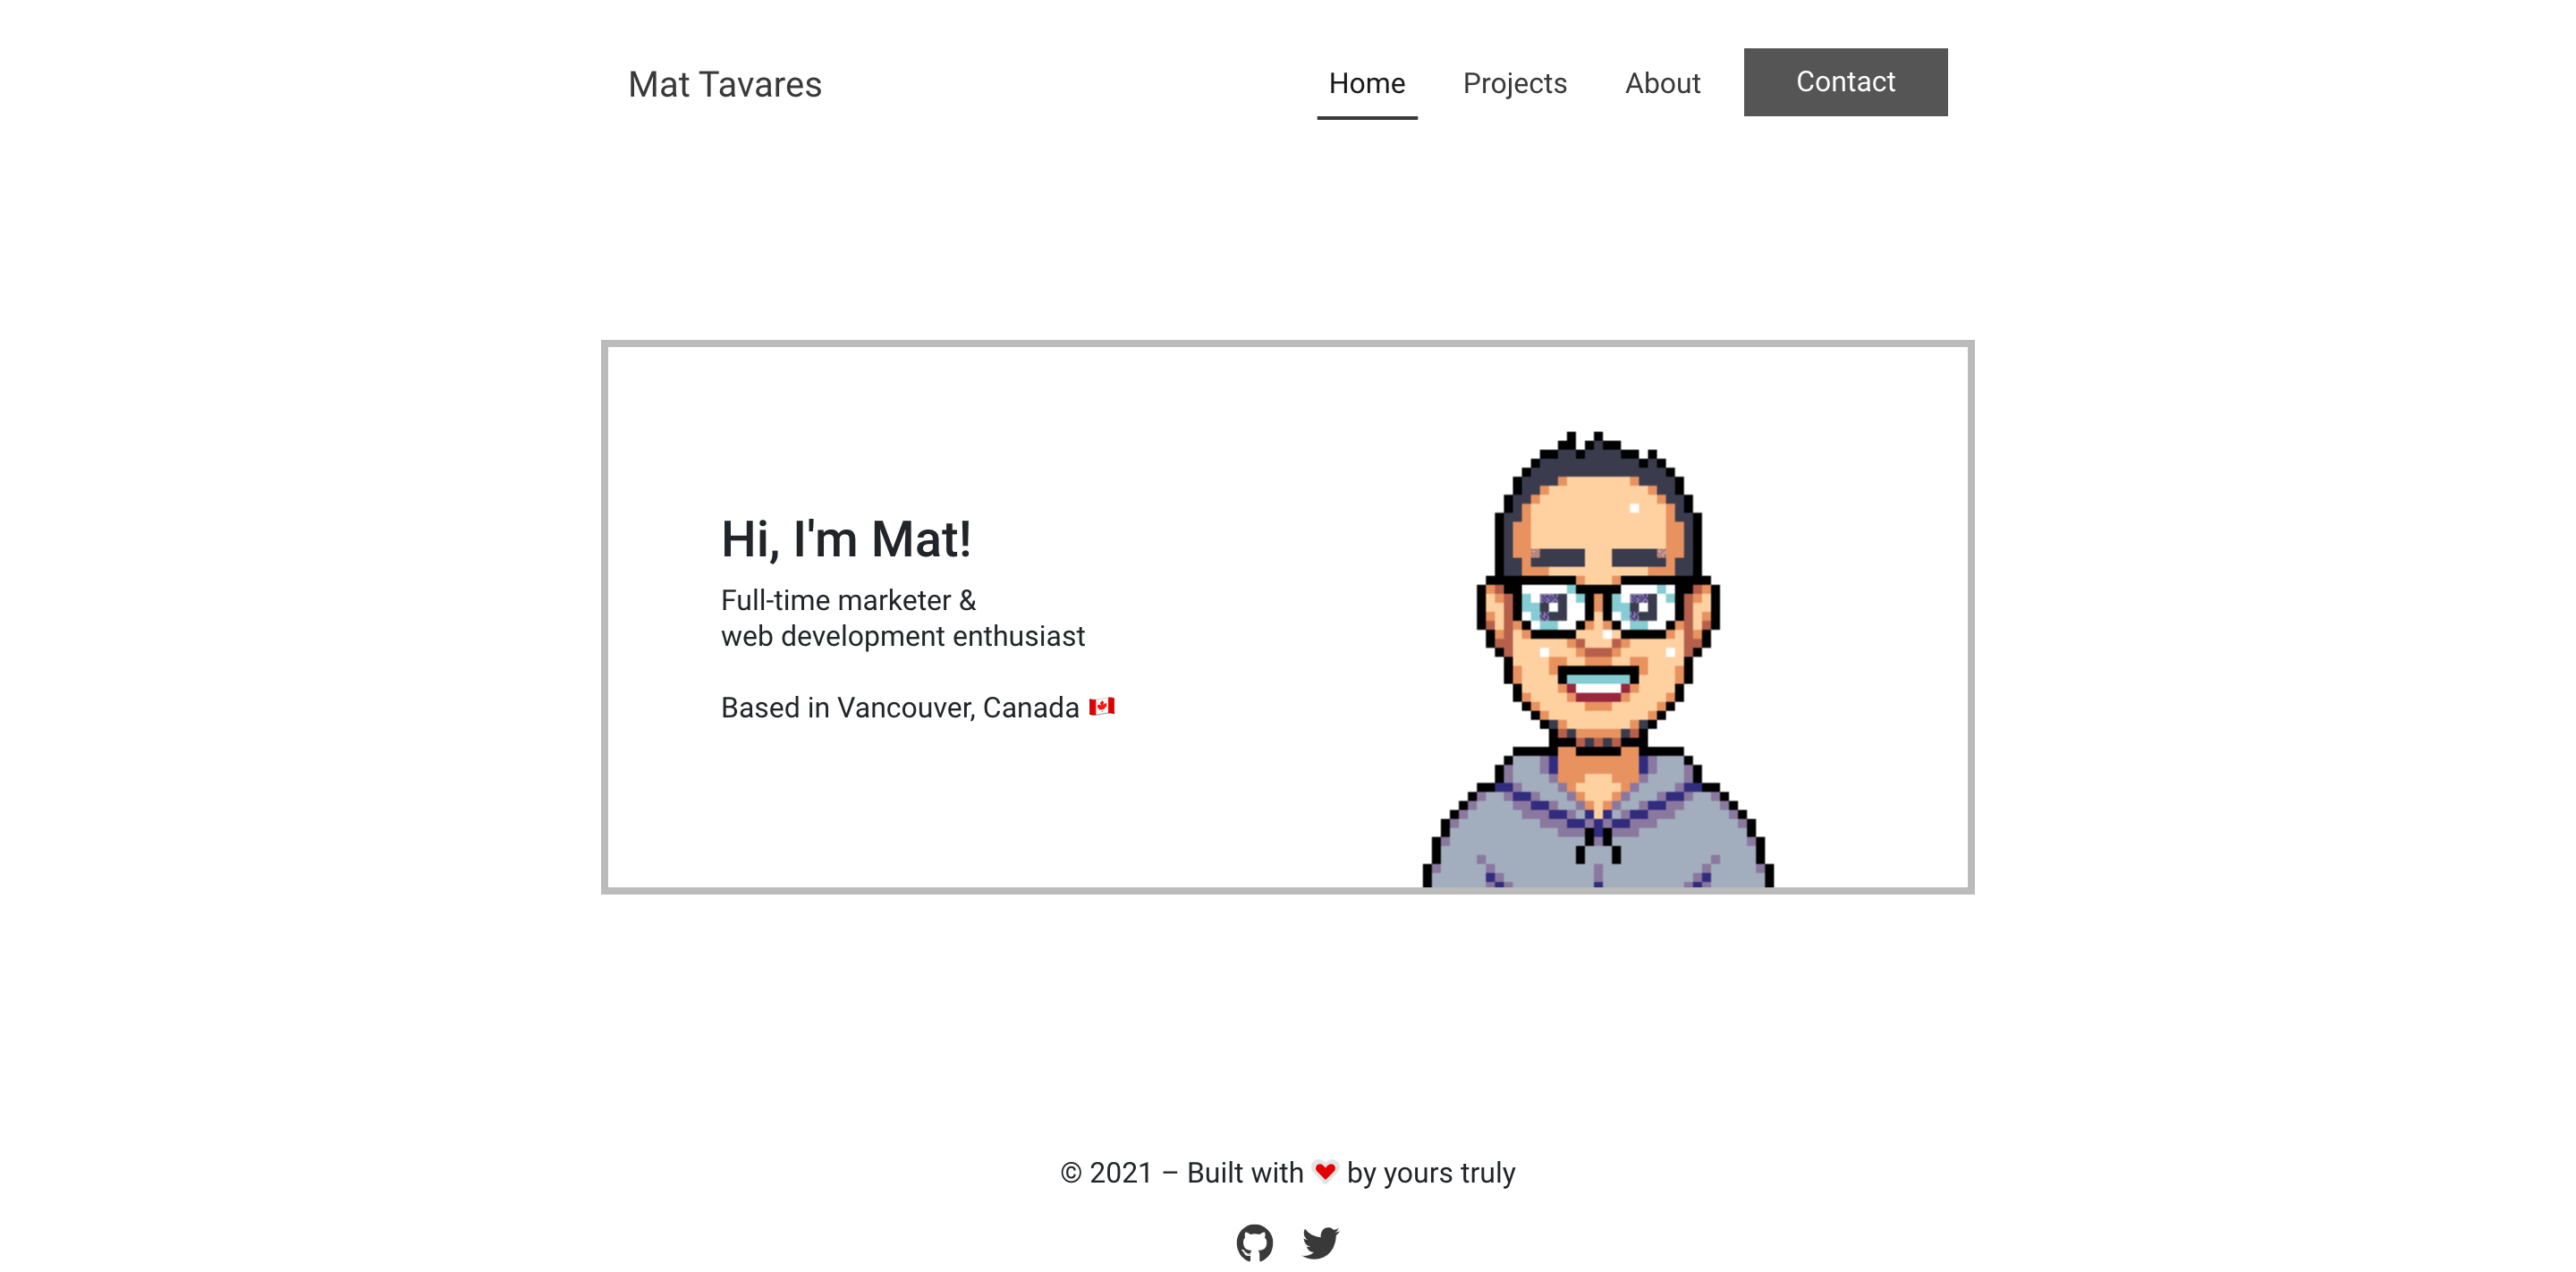 Mat Tavares
Home Projects About Contact
Hi, I'm Mat!
Full-time marketer &
web development enthusiast
Based in Vancouver, Canada 🇨🇦
© 2021 – Built with ❤ by yours truly